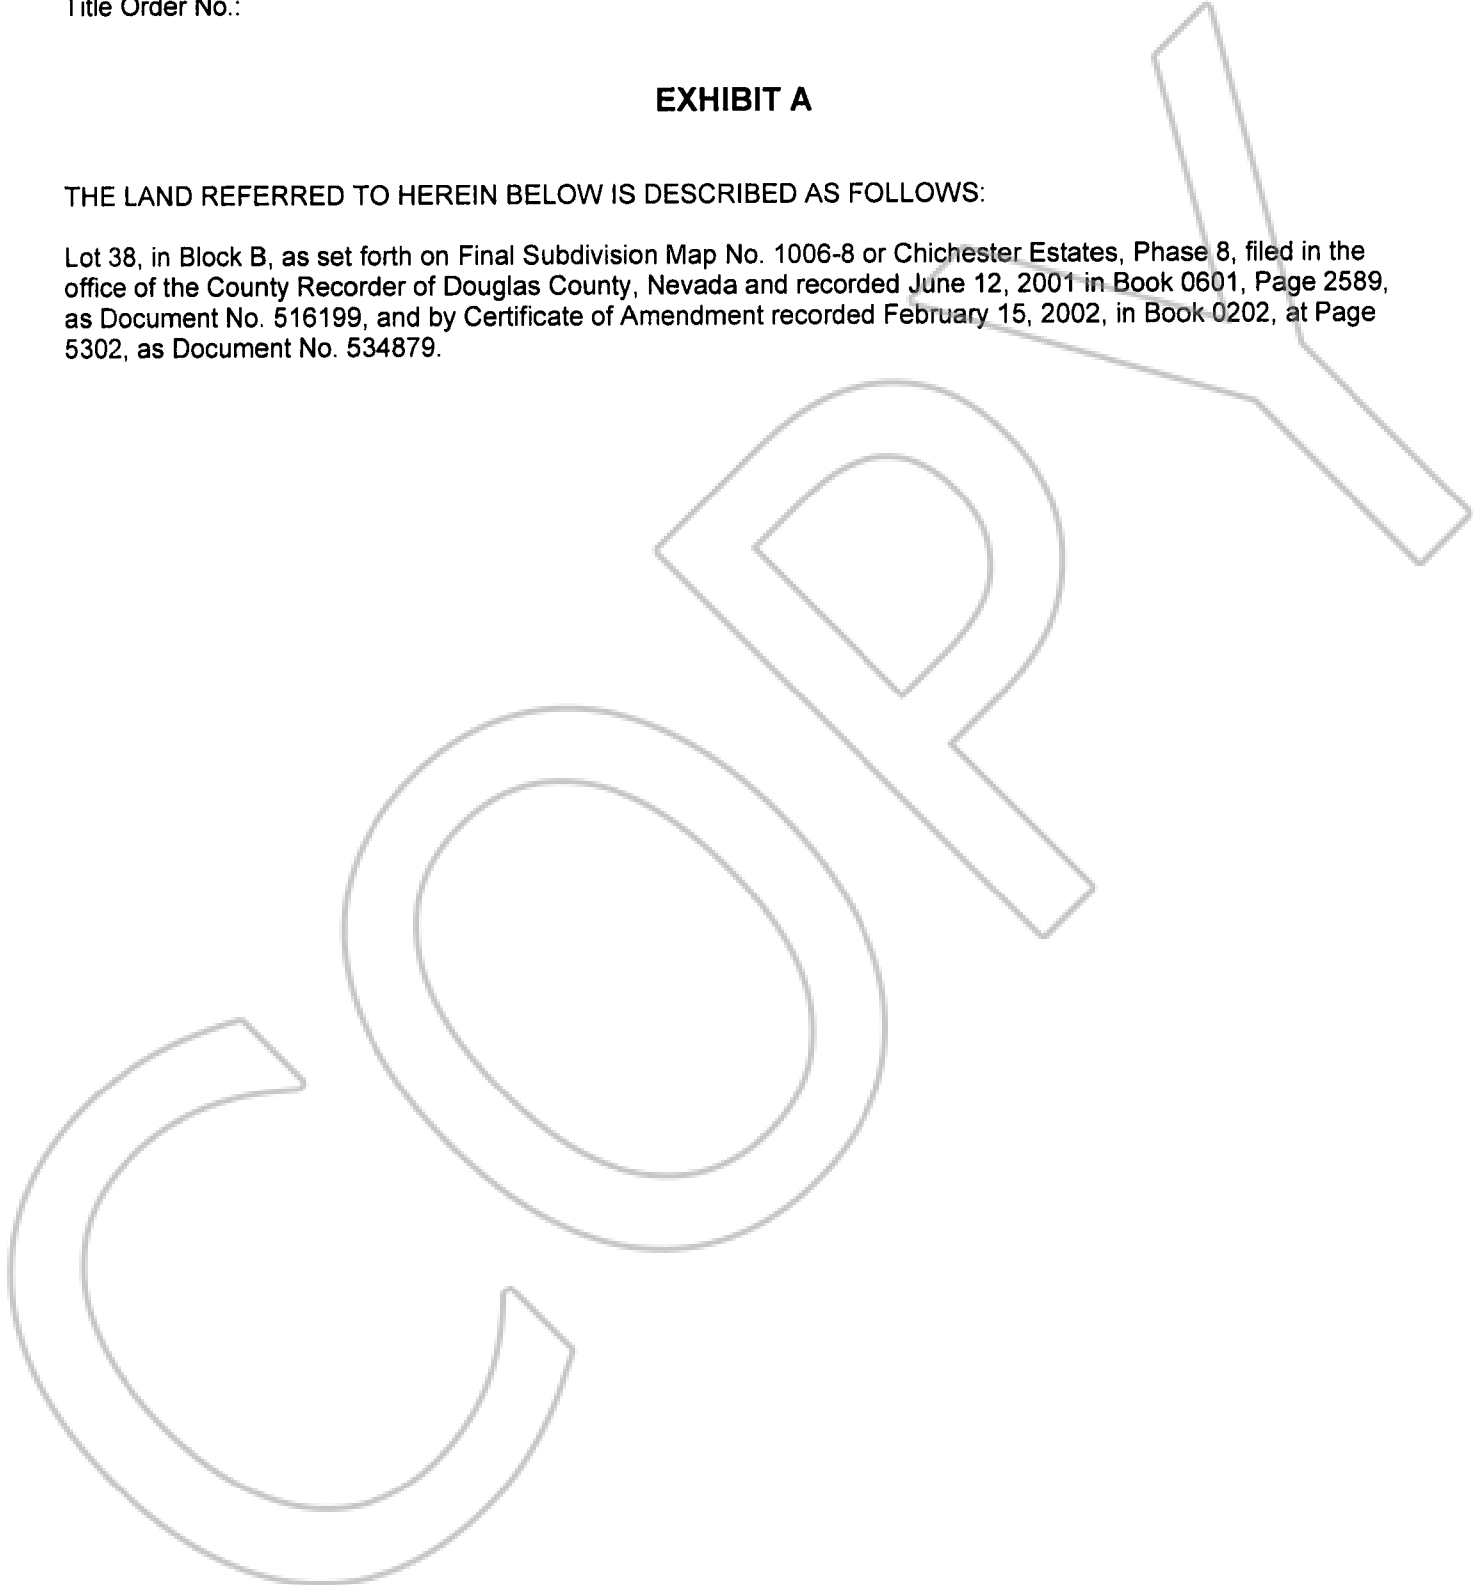 Title Order No.:
EXHIBIT A
THE LAND REFERRED TO HEREIN BELOW IS DESCRIBED AS FOLLOWS:
Lot 38, in Block B, as set forth on Final Subdivision Map No. 1006-8 or Chichester Estates, Phase 8, filed in the
office of the County Recorder of Douglas County, Nevada and recorded June 12, 2001 in Book 0601, Page 2589,
as Document No. 516199, and by Certificate of Amendment recorded February 15, 2002, in Book 0202, at Page
5302, as Document No. 534879.
COPY